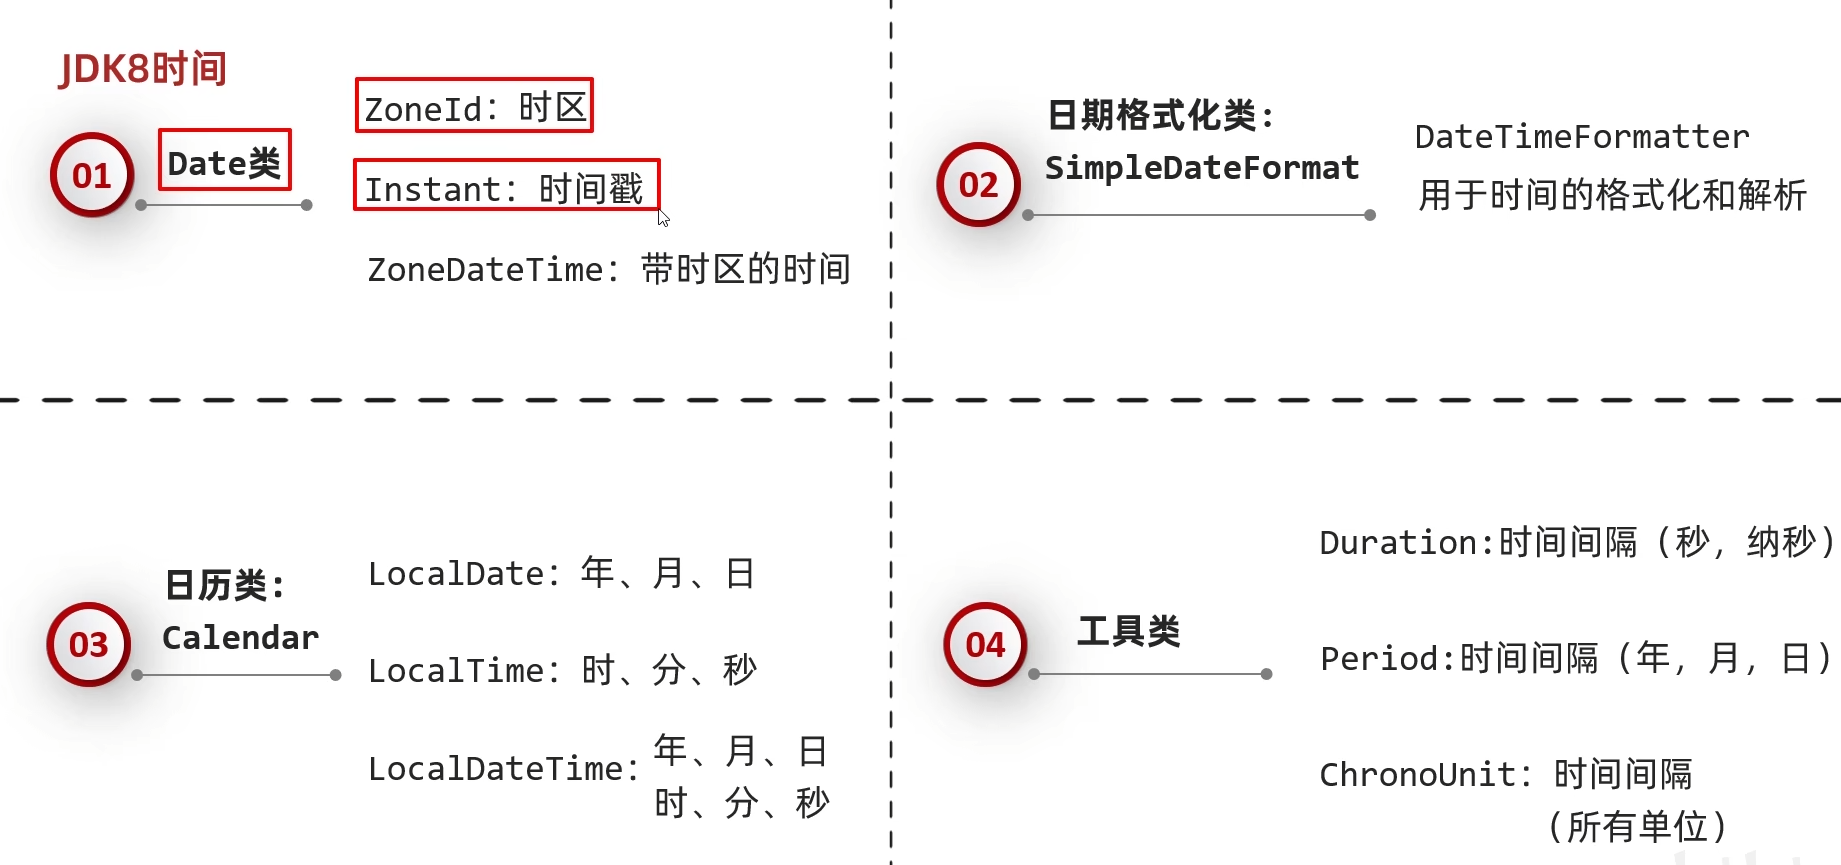 JDK8时间
01
Date类
ZoneId：时区
Instant：时间戳
ZoneDateTime：带时区的时间
02
日期格式化类：
SimpleDateFormat
DateTimeFormatter
用于时间的格式化和解析
03
日历类：
Calendar
LocalDate：年、月、日
LocalTime：时、分、秒
LocalDateTime：
年、月、日
时、分、秒
04
工具类
Duration:时间间隔（秒，纳秒）
Period:时间间隔（年，月，日）
ChronoUnit：时间间隔
（所有单位）